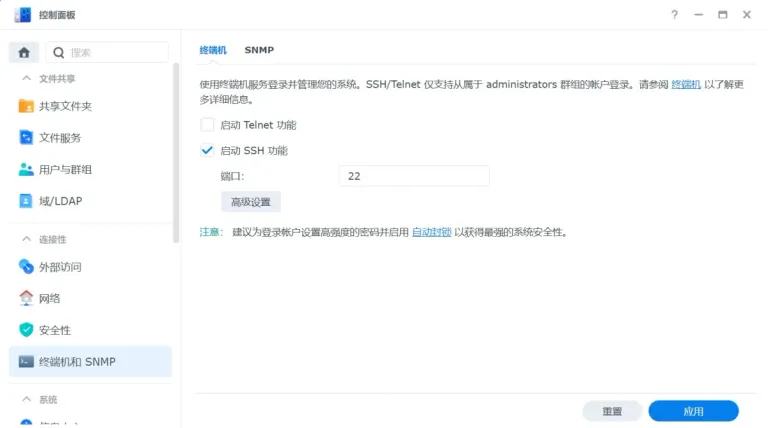 控制面板
搜索
文件共享
共享文件夹
文件服务
用户与群组
域/LDAP
连接性
外部访问
网络
安全性
终端机和 SNMP
系统
终端机 SNMP
使用终端机服务登录并管理您的系统。SSH/Telnet 仅支持从属于 administrators 群组的帐户登录。请参阅 终端机 以了解更
多详细信息。
启动 Telnet 功能
启动 SSH 功能
端口: 22
高级设置
注意: 建议为登录帐户设置高强度的密码并启用 自动封锁 以获得最强的系统安全性。
重置 应用